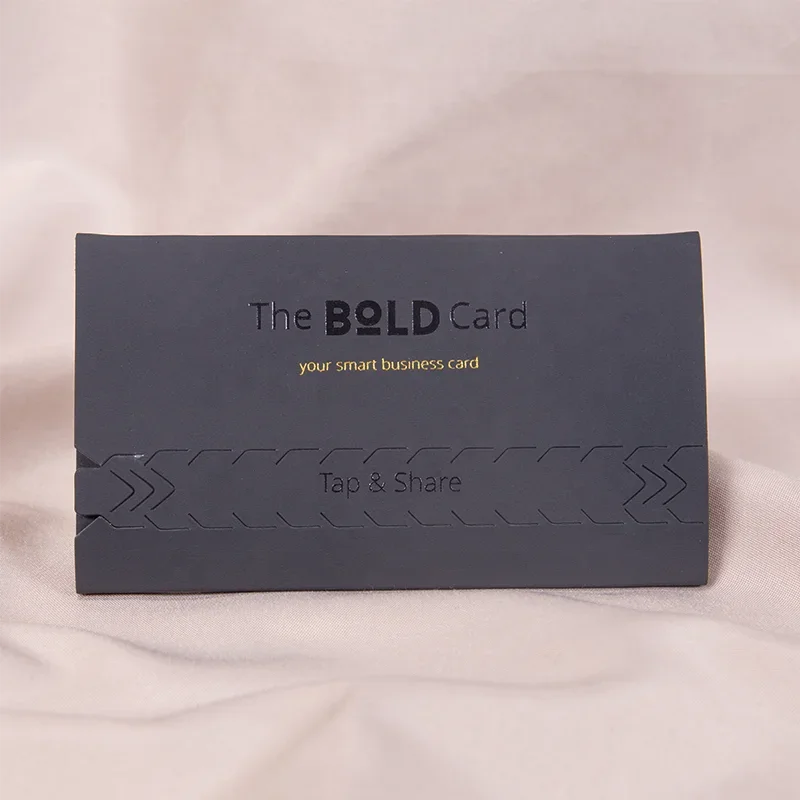 The BOLD Card
your smart business card
Tap & Share